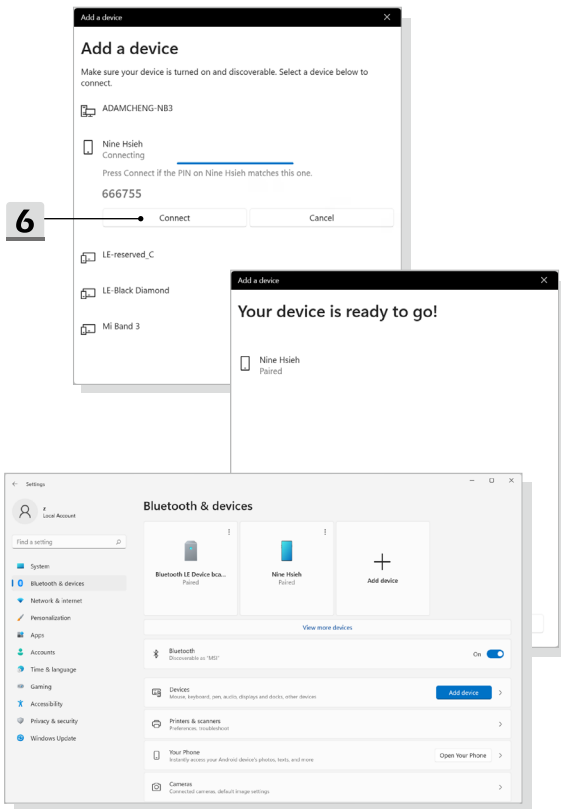 Add a device
Add a device
Make sure your device is turned on and discoverable. Select a device below to
connect.
ADAMCHENG-NB3
Nine Hsieh
Connecting
Press Connect if the PIN on Nine Hsieh matches this one.
666755
6
Connect
Cancel
LE-reserved_C
LE-Black Diamond
Mi Band 3
Add a device
Your device is ready to go!
Nine Hsieh
Paired
Settings
Local Account
Find a setting
System
Bluetooth & devices
Network & internet
Personalization
Apps
Accounts
Time & language
Gaming
Accessibility
Privacy & security
Windows Update
Bluetooth & devices
Bluetooth LE Device bca...
Paired
Nine Hsieh
Paired
Add device
View more devices
Bluetooth
Discoverable as "MSI"
On
Devices
Mouse, keyboard, pen, audio, displays and docks, other devices
Add device
Printers & scanners
Preferences, troubleshoot
Your Phone
Instantly access your Android device's photos, texts, and more
Open Your Phone
Cameras
Connected cameras, default image settings